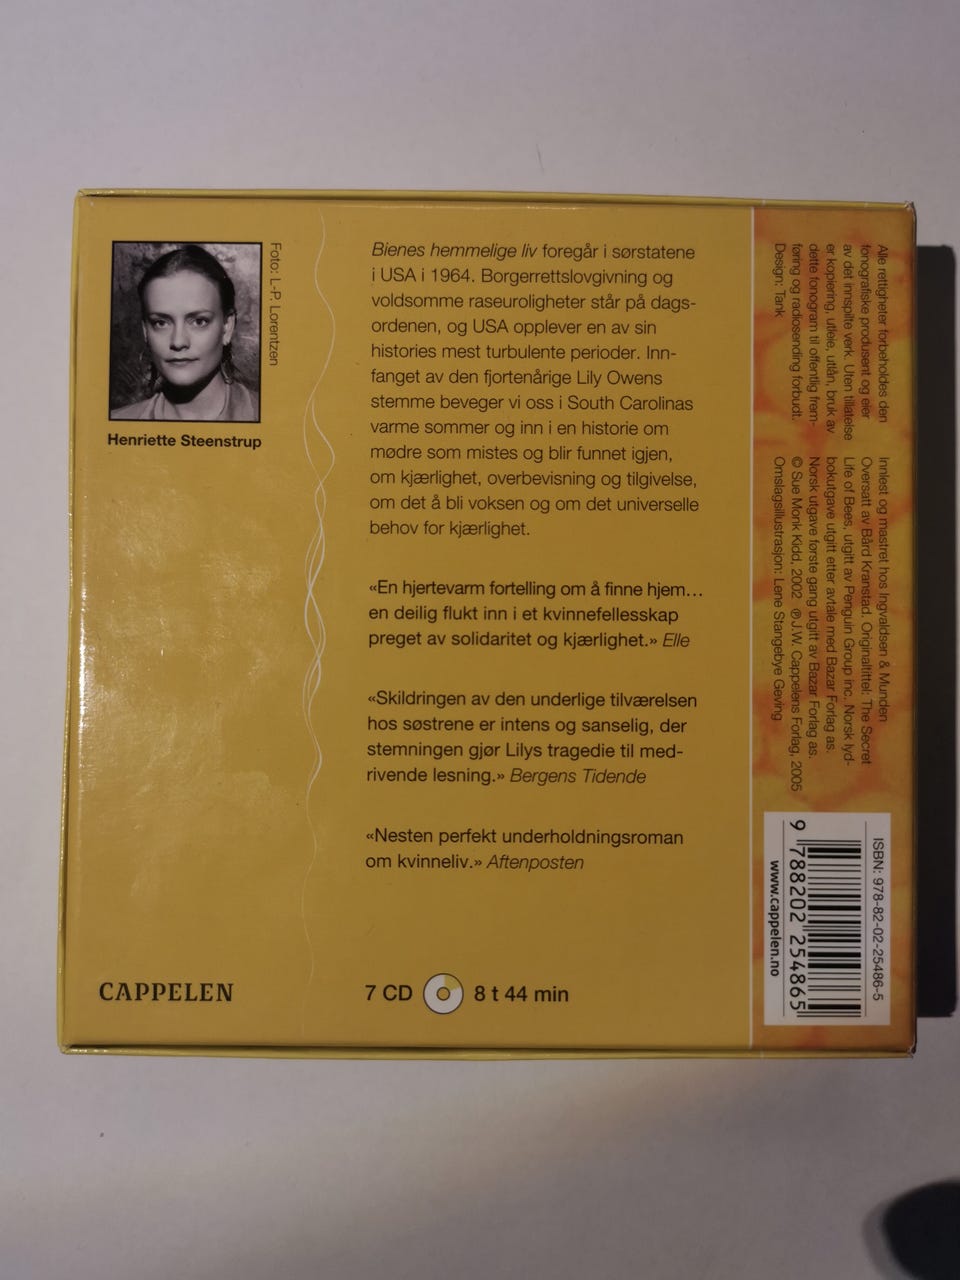 Foto: L-P. Lorentzen
Henriette Steenstrup
Bienes hemmelige liv foregår i sørstatene
i USA i 1964. Borgerrettslovgivning og
voldsomme raseuroligheter står på dags-
ordenen, og USA opplever en av sin
histories mest turbulente perioder. Inn-
fanget av den fjortenårige Lily Owens
stemme beveger vi oss i South Carolinas
varme sommer og inn i en historie om
mødre som mistes og blir funnet igjen,
om kjærlighet, overbevisning og tilgivelse,
om det å bli voksen og om det universelle
behov for kjærlighet.
«En hjertevarm fortelling om å finne hjem…
en deilig flukt inn i et kvinnefellesskap
preget av solidaritet og kjærlighet.» Elle
«Skildringen av den underlige tilværelsen
hos søstrene er intens og sanselig, der
stemningen gjør Lilys tragedie til med-
rivende lesning.» Bergens Tidende
«Nesten perfekt underholdningsroman
om kvinneliv.» Aftenposten
CAPPELEN
7 CD 8 t 44 min
Alle rettigheter forbeholdes den
fonografiske produsent og eier
av det innspilte verk. Uten tillatelse
er kopiering, utleie, utlån, bruk av
dette fonogram til offentlig frem-
føring og radiosending forbudt.
Design: Tank
Innlest og mastret hos Ingvaldsen & Munden
Oversatt av Bård Kranstad. Originaltittel: The Secret
Life of Bees, utgitt av Penguin Group inc. Norsk lyd-
bokutgave utgitt etter avtale med Bazar Forlag as.
Norsk utgave første gang utgitt av Bazar Forlag as.
© Sue Monk Kidd, 2002 ℗ J.W. Cappelens Forlag, 2005
Omslagsillustrasjon: Lene Stangebye Geving
ISBN: 978-82-02-25486-5
9 788202 254865
www.cappelen.no